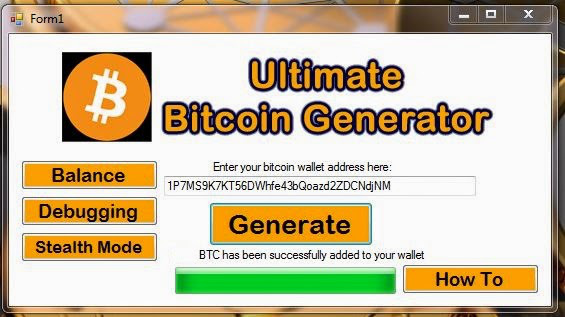 Form1
Ultimate
Bitcoin Generator
Enter your bitcoin wallet address here:
1P7MS9K7KT56DWhfe43bQoazd2ZDCNdjNM
Balance
Debugging
Stealth Mode
Generate
BTC has been successfully added to your wallet
How To